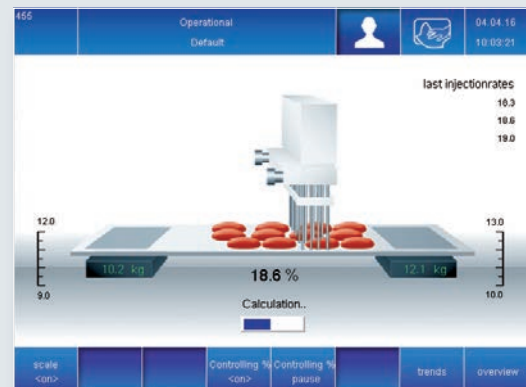 455
Operational
Default
04.04.16
10:03:21
last injectionrates
18.3
18.6
19.0
12.0
9.0
10.2 kg
12.1 kg
13.0
10.0
18.6 %
Calculation..
scale
<on>
Controlling %
<on>
Controlling %
pause
trends
overview